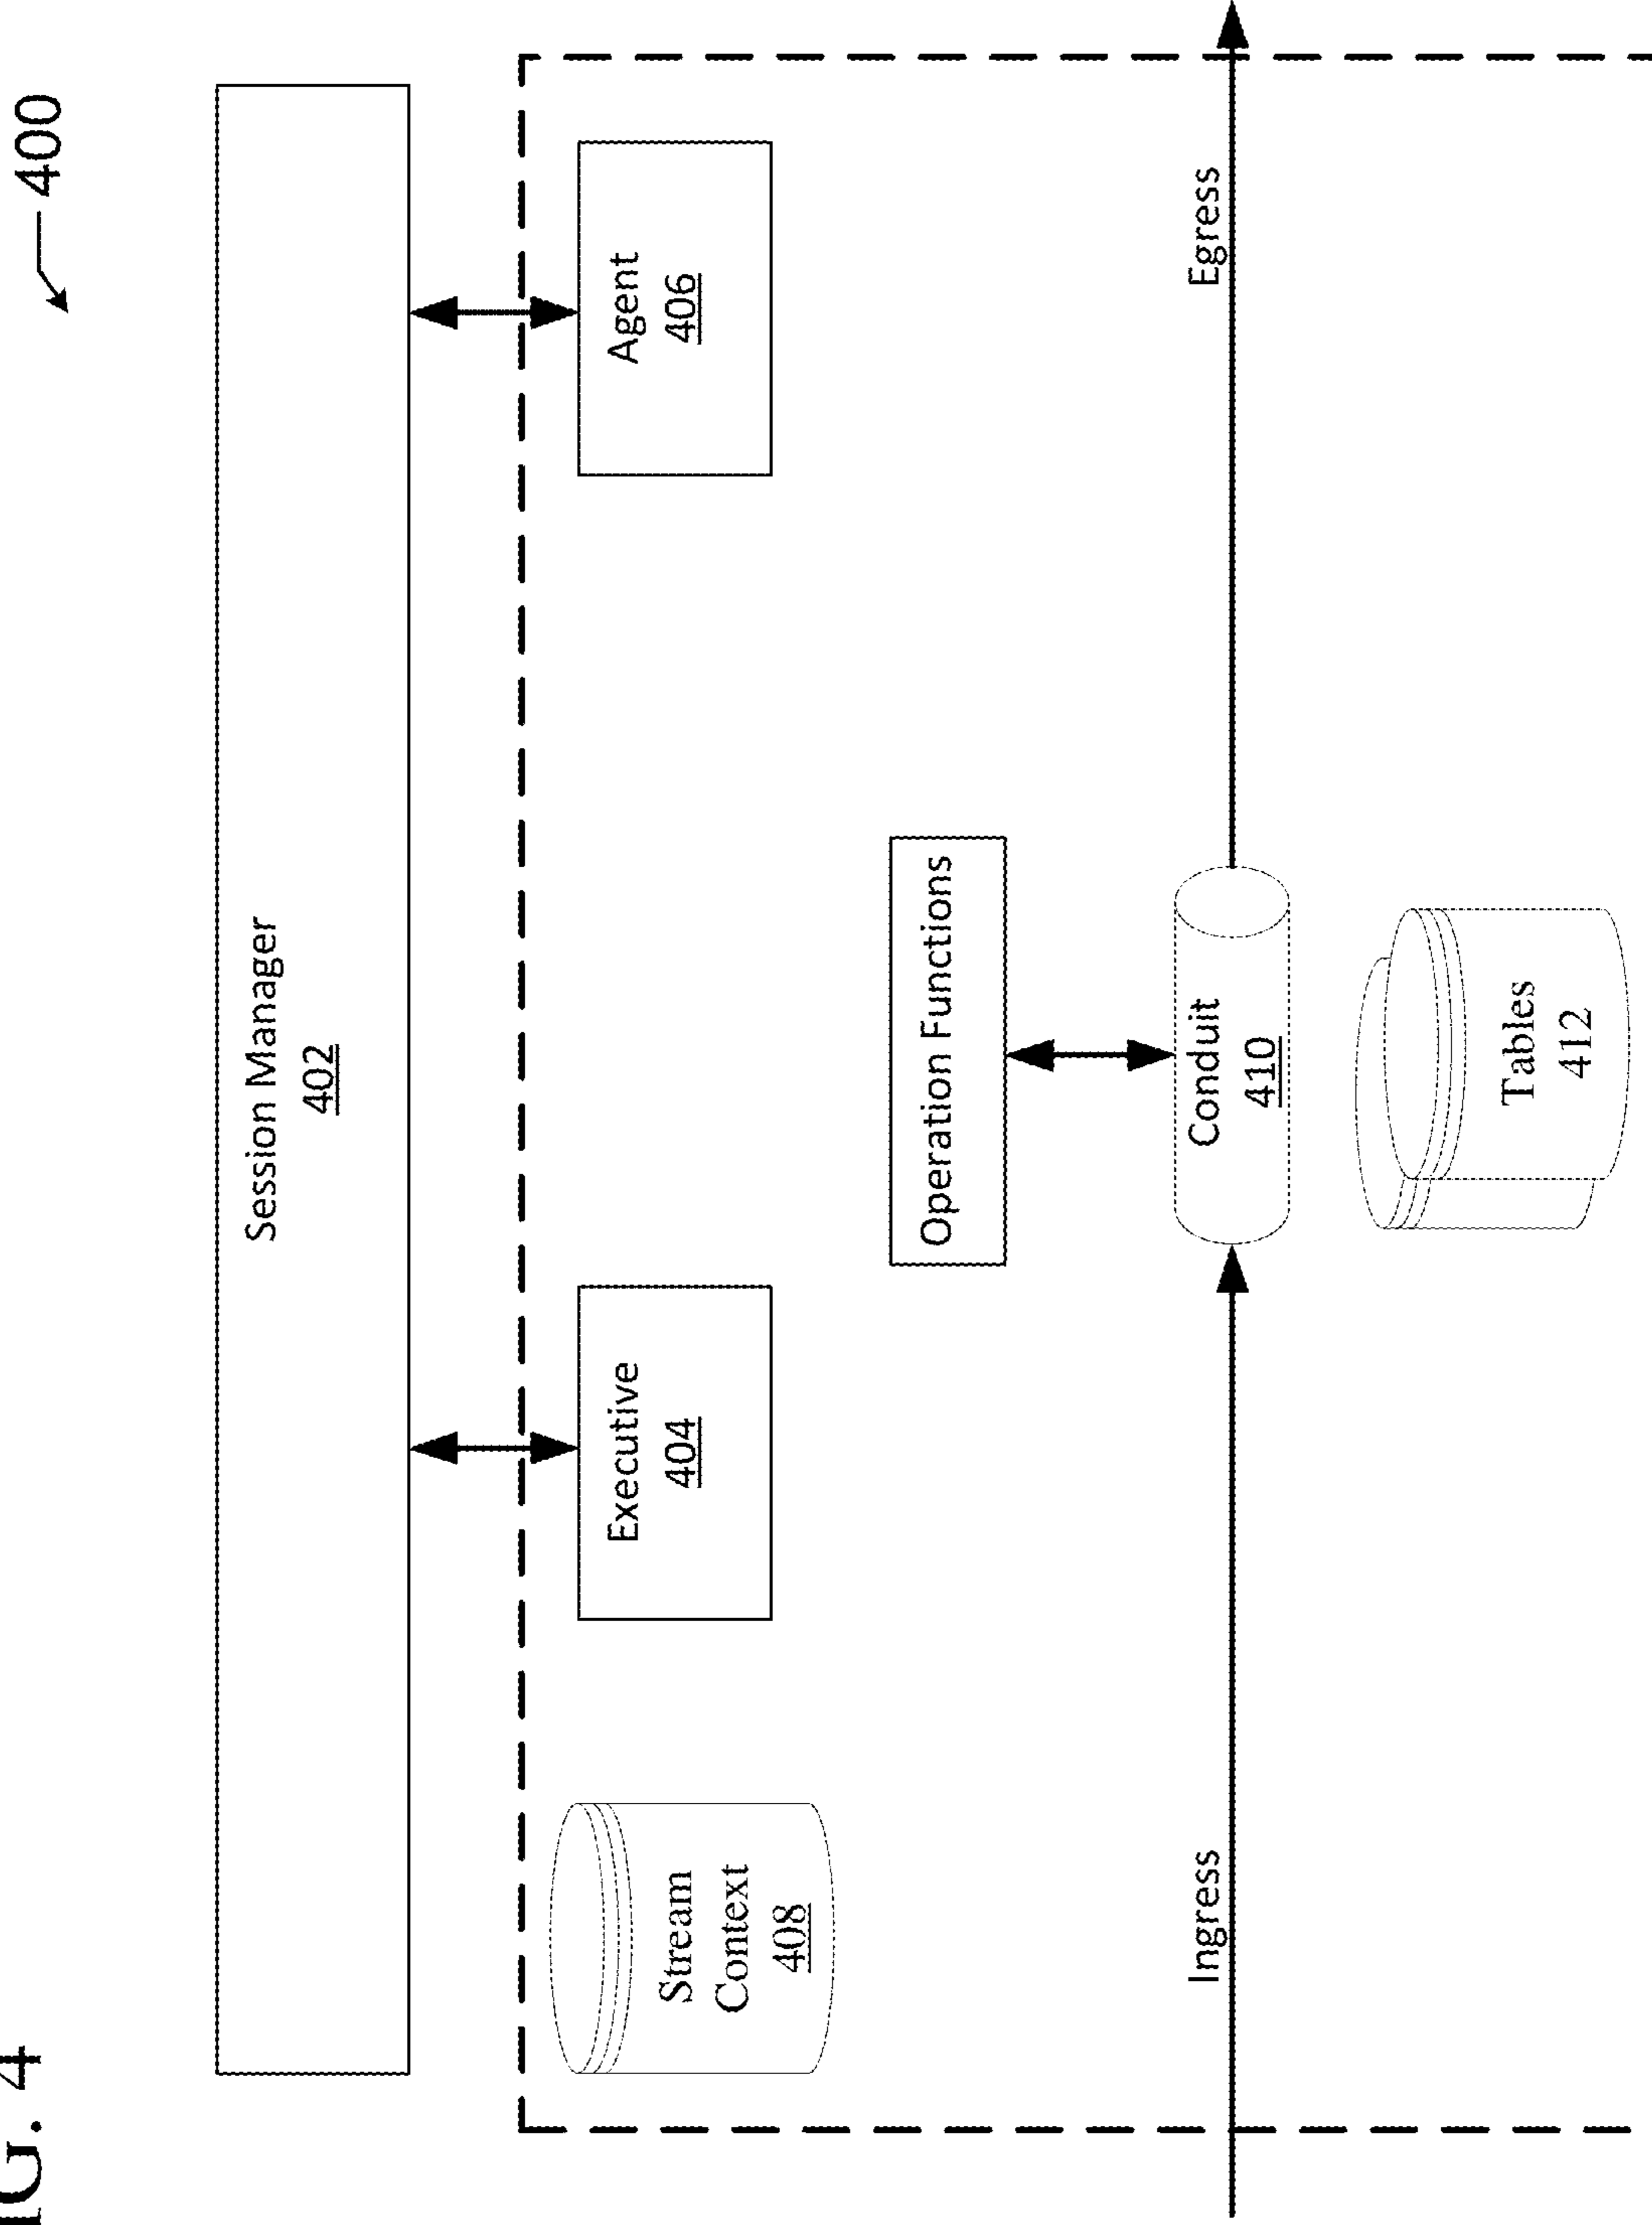 IG. 4
400
Session Manager
402
Stream
Context
408
Executive
404
Agent
406
Operation Functions
Ingress
Conduit
410
Egress
Tables
412